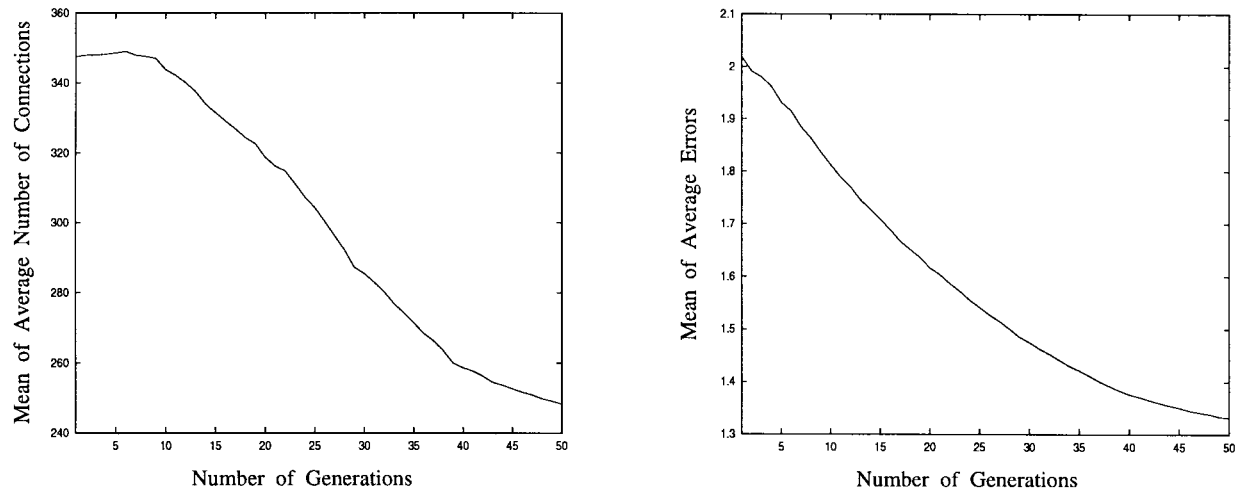 Mean of Average Number of Connections
360
340
320
300
280
260
240
5 10 15 20 25 30 35 40 45 50
Number of Generations
Mean of Average Errors
2.1
2
1.9
1.8
1.7
1.6
1.5
1.4
1.3
5 10 15 20 25 30 35 40 45 50
Number of Generations